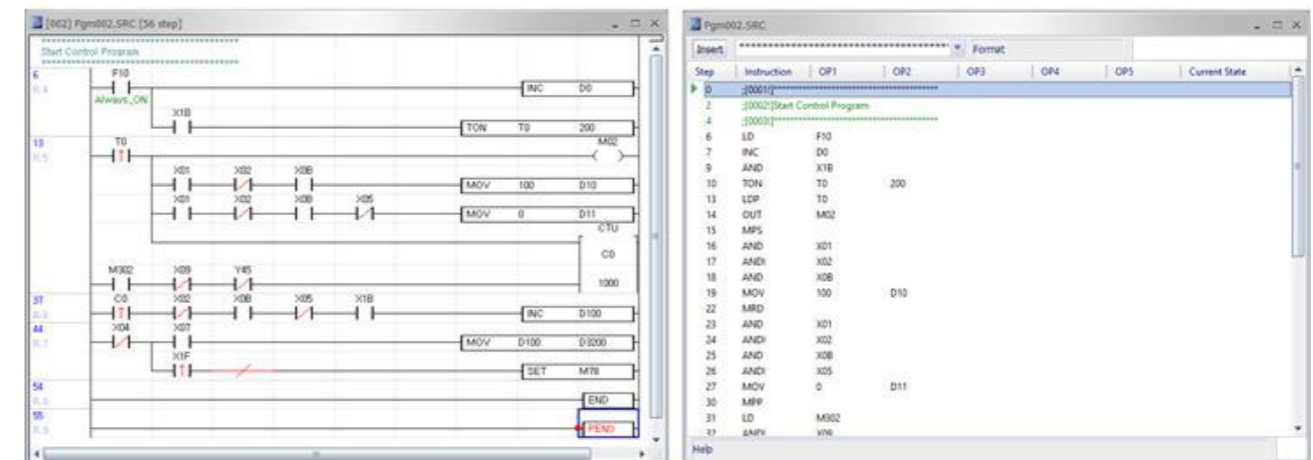 [002] Pgm002.SRC [56 step]
Start Control Program
6
F10
INC D0
Always_ON
X1B
TON T0 200
13
T0
M02
X01 X02 X0B
MOV 100 D10
X01 X02 X0B X05
MOV 0 D11
CTU
C0
M302 X09 Y45
1000
37
C0 X02 X0B X05 X1B
INC D100
44
X04 X07
MOV D100 D3200
X1F
SET M78
54
END
55
PEND
Pgm002.SRC
Insert ****************************************** Format
Step Instruction OP1 OP2 OP3 OP4 OP5 Current State
0 ;[0001!]******************************************
2 ;[0002!]Start Control Program
4 ;[0003!]******************************************
6 LD F10
7 INC D0
9 AND X1B
10 TON T0 200
13 LDP T0
14 OUT M02
15 MPS
16 AND X01
17 ANDI X02
18 AND X0B
19 MOV 100 D10
22 MRD
23 AND X01
24 ANDI X02
25 AND X0B
26 ANDI X05
27 MOV 0 D11
30 MPP
31 LD M302
32 ANDI X09
Help